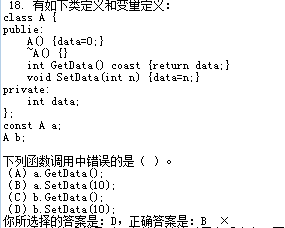 18. 有如下类定义和变量定义：
class A {
publie:
A() {data=0;}
~A() {}
int GetData() coast {return data;}
void SetData(int n) {data=n;}
private:
int data;
};
const A a;
A b;
下列函数调用中错误的是（ ）。
(A) a.GetData();
(B) a.SetData(10);
(C) b.GetData();
(D) b.SetData(10);
你所选择的答案是：D，正确答案是：B ×